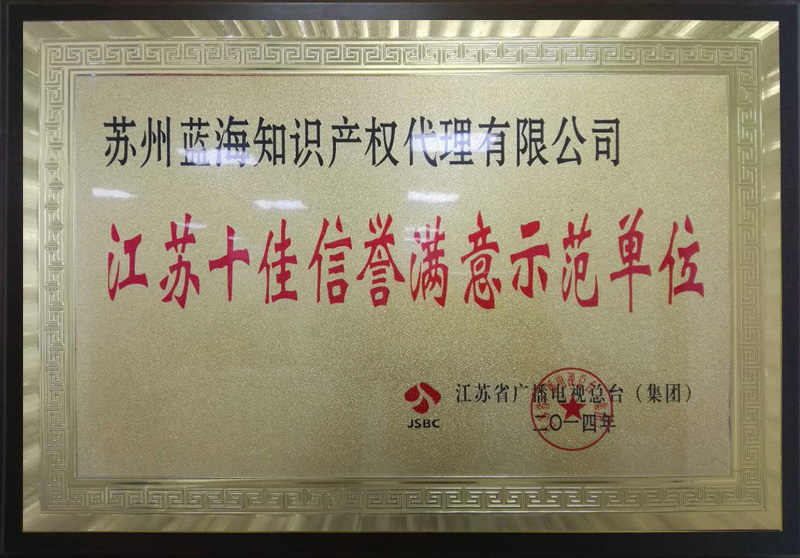 苏州蓝海知识产权代理有限公司
江苏十佳信誉满意示范单位
JSBC
江苏省广播电视总台(集团)
二〇一四年